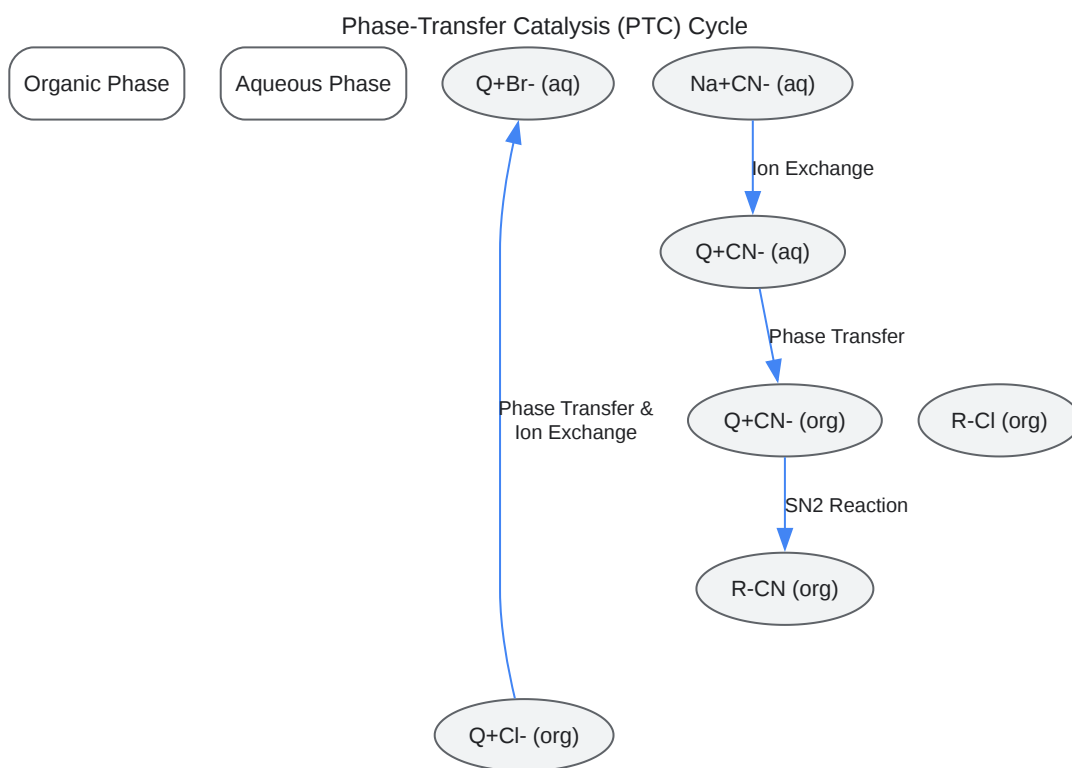 Phase-Transfer Catalysis (PTC) Cycle
Organic Phase
Aqueous Phase
Q+Br- (aq)
Na+CN- (aq)
Ion Exchange
Q+CN- (aq)
Phase Transfer
Phase Transfer &
Ion Exchange
Q+CN- (org)
R-Cl (org)
SN2 Reaction
R-CN (org)
Q+Cl- (org)